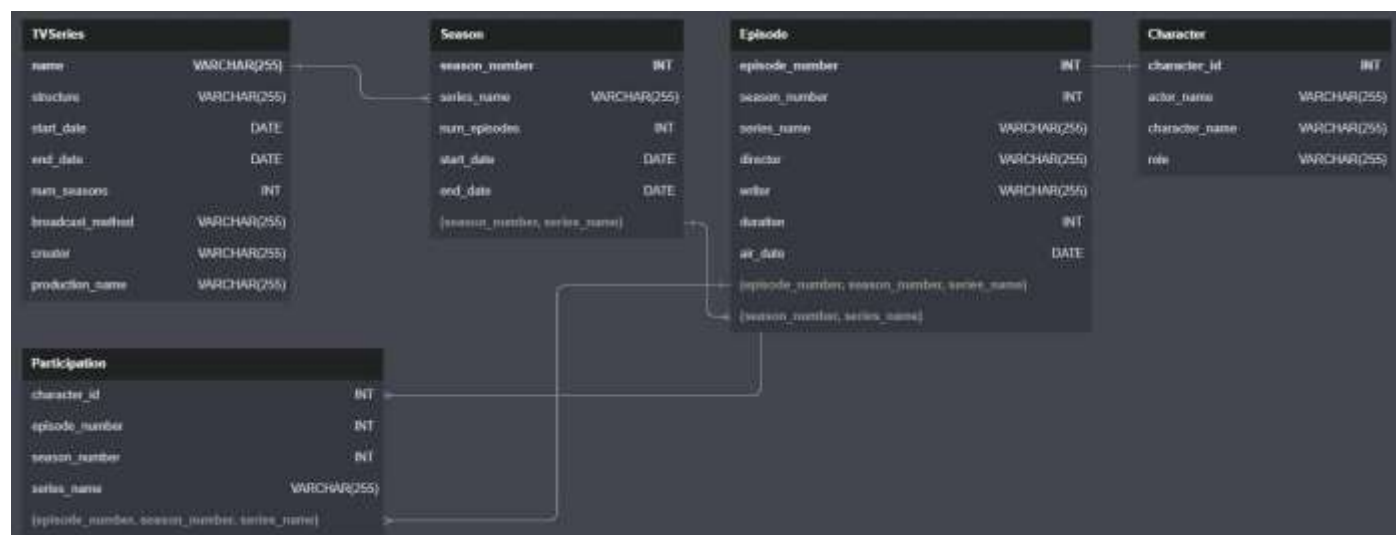 TVSeries
name VARCHAR(255)
structure VARCHAR(255)
start_date DATE
end_date DATE
num_seasons INT
broadcast_method VARCHAR(255)
creator VARCHAR(255)
production_name VARCHAR(255)
Season
season_number INT
series_name VARCHAR(255)
num_episodes INT
start_date DATE
end_date DATE
(season_number, series_name)
Episode
episode_number INT
season_number INT
series_name VARCHAR(255)
director VARCHAR(255)
writer VARCHAR(255)
duration INT
air_date DATE
(episode_number, season_number, series_name)
(season_number, series_name)
Character
character_id INT
actor_name VARCHAR(255)
character_name VARCHAR(255)
role VARCHAR(255)
Participation
character_id INT
episode_number INT
season_number INT
series_name VARCHAR(255)
(episode_number, season_number, series_name)